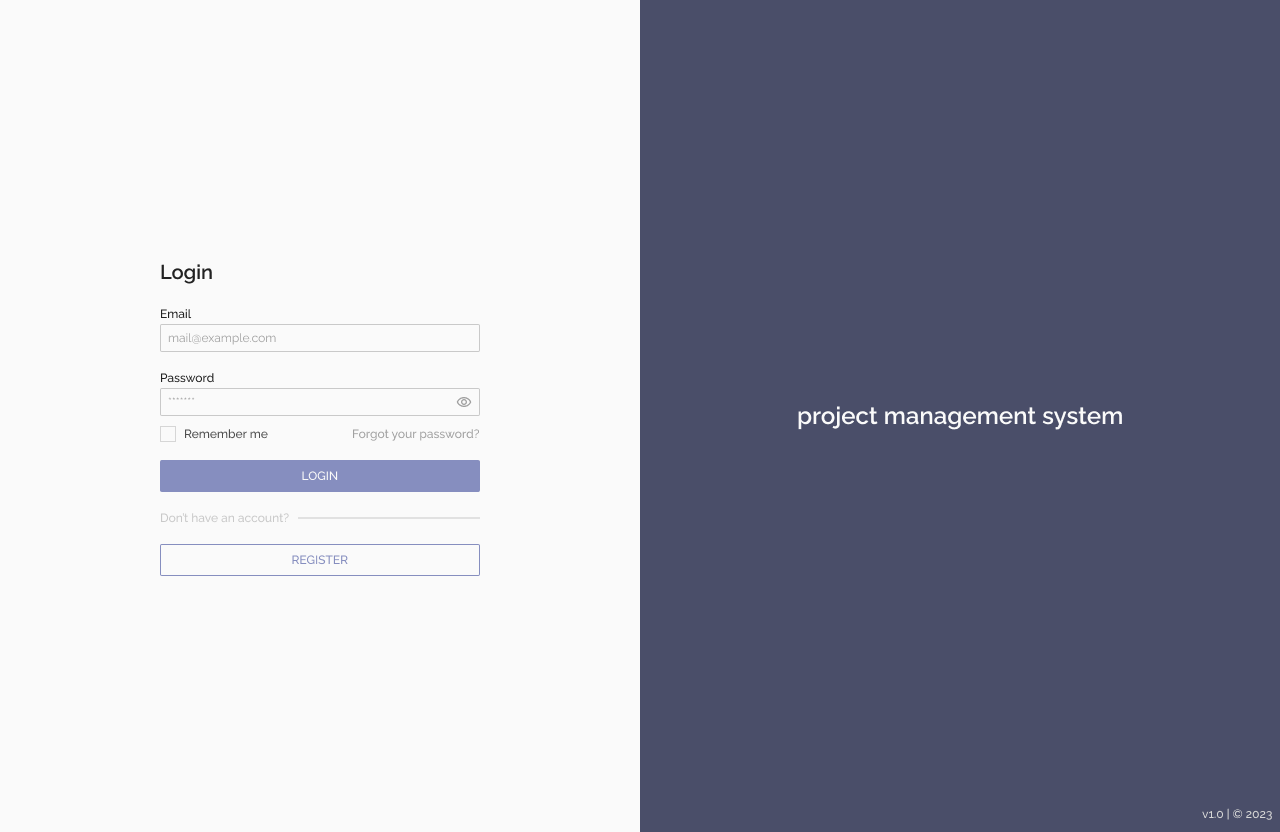 Login
Email
mail@example.com
Password
*******
Remember me
Forgot your password?
LOGIN
Don't have an account?
REGISTER
project management system
v1.0 | © 2023